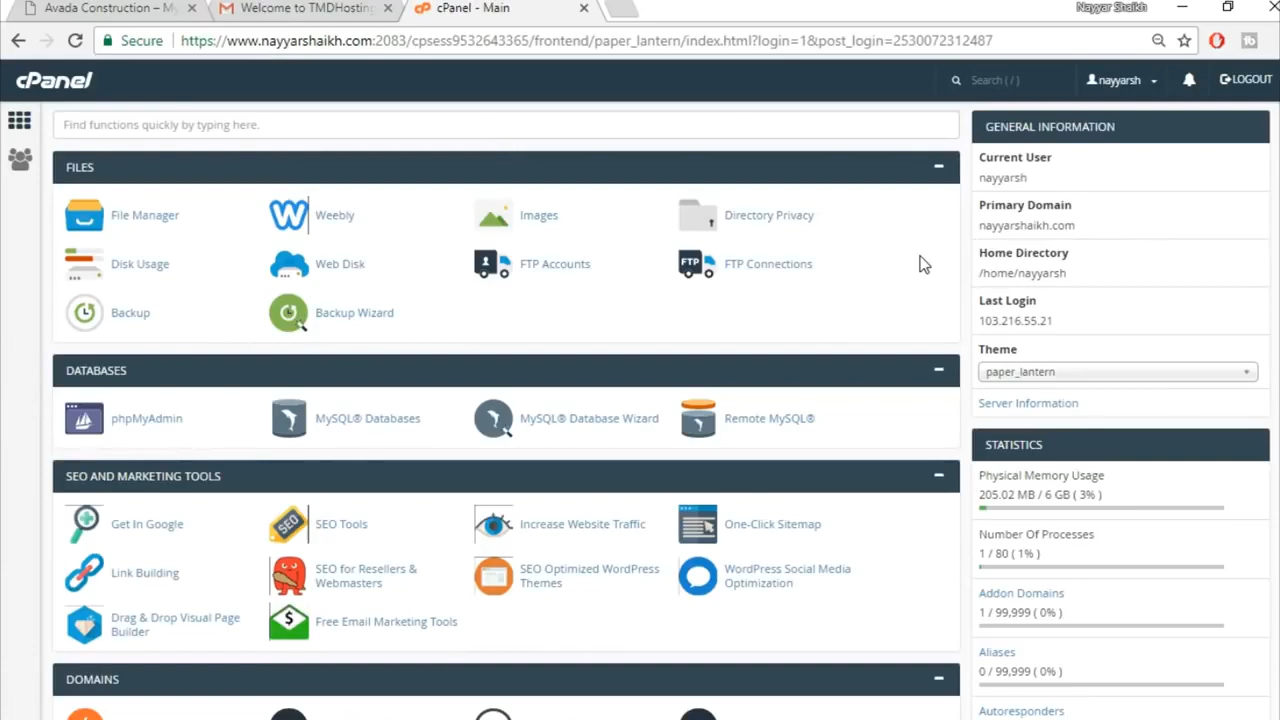 Avada Construction – My
Welcome to TMDHosting
cPanel - Main
Nayyar Shaikh
Secure
https://www.nayyarshaikh.com:2083/cpsess9532643365/frontend/paper_lantern/index.html?login=1&post_login=2530072312487
cPanel
Search ( / )
nayyarsh
LOGOUT
Find functions quickly by typing here.
FILES
File Manager
Weebly
Images
Directory Privacy
Disk Usage
Web Disk
FTP Accounts
FTP
FTP Connections
Backup
Backup Wizard
DATABASES
phpMyAdmin
MySQL® Databases
MySQL® Database Wizard
Remote MySQL®
SEO AND MARKETING TOOLS
Get In Google
SEO
SEO Tools
Increase Website Traffic
One-Click Sitemap
Link Building
SEO for Resellers &
Webmasters
SEO Optimized WordPress
Themes
WordPress Social Media
Optimization
Drag & Drop Visual Page
Builder
Free Email Marketing Tools
DOMAINS
GENERAL INFORMATION
Current User
nayyarsh
Primary Domain
nayyarshaikh.com
Home Directory
/home/nayyarsh
Last Login
103.216.55.21
Theme
paper_lantern
Server Information
STATISTICS
Physical Memory Usage
205.02 MB / 6 GB ( 3% )
Number Of Processes
1 / 80 ( 1% )
Addon Domains
1 / 99,999 ( 0% )
Aliases
0 / 99,999 ( 0% )
Autoresponders